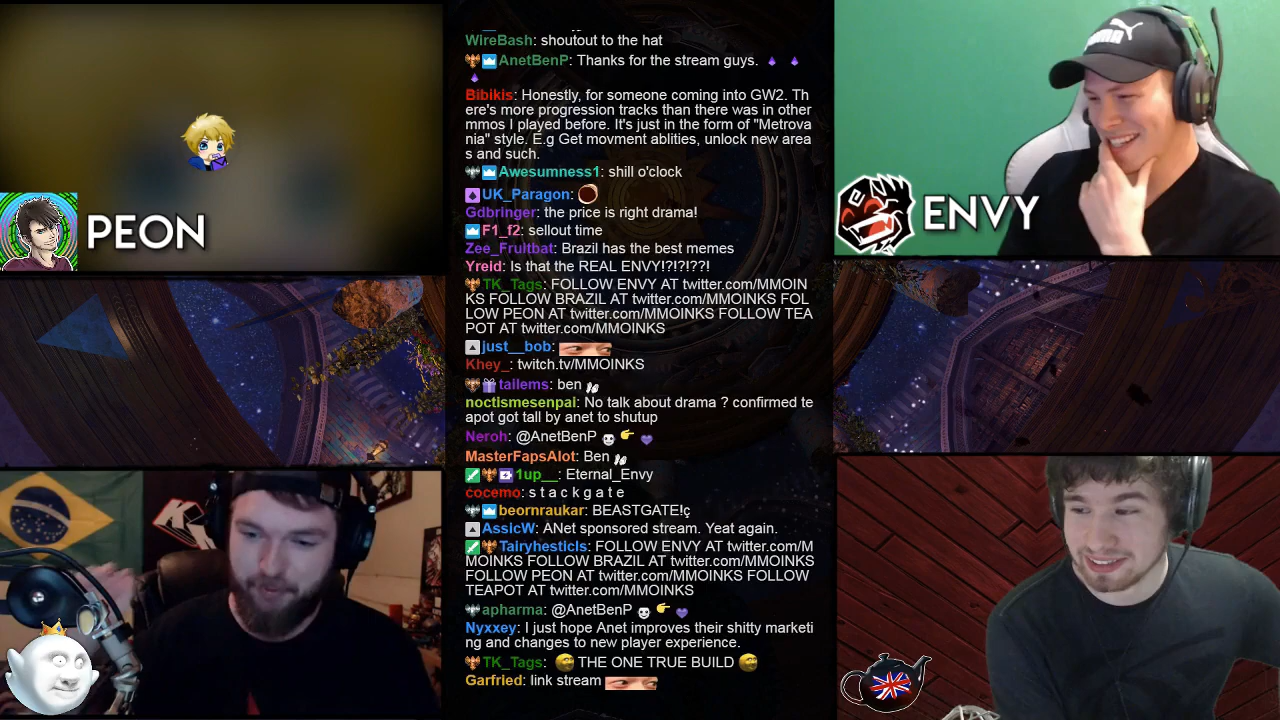 PEON
WireBash: shoutout to the hat
AnetBenP: Thanks for the stream guys.
Bibikis: Honestly, for someone coming into GW2. Th
ere's more progression tracks than there was in other
mmos I played before. It's just in the form of "Metrova
nia" style. E.g Get movment ablities, unlock new area
s and such.
Awesumness1: shill o'clock
UK_Paragon:
Gdbringer: the price is right drama!
F1_f2: sellout time
Zee_Fruitbat: Brazil has the best memes
Yreid: Is that the REAL ENVY!?!?!??!
TK_Tags: FOLLOW ENVY AT twitter.com/MMOIN
KS FOLLOW BRAZIL AT twitter.com/MMOINKS FOL
LOW PEON AT twitter.com/MMOINKS FOLLOW TEA
POT AT twitter.com/MMOINKS
just__bob:
Khey_: twitch.tv/MMOINKS
tailems: ben
noctismesenpai: No talk about drama ? confirmed te
apot got tall by anet to shutup
Neroh: @AnetBenP
MasterFapsAlot: Ben
1up__: Eternal_Envy
cocemo: s t a c k g a t e
beornraukar: BEASTGATE!ç
AssicW: ANet sponsored stream. Yeat again.
Tairyhesticls: FOLLOW ENVY AT twitter.com/M
MOINKS FOLLOW BRAZIL AT twitter.com/MMOINKS
FOLLOW PEON AT twitter.com/MMOINKS FOLLOW
TEAPOT AT twitter.com/MMOINKS
apharma: @AnetBenP
Nyxxey: I just hope Anet improves their shitty marketi
ng and changes to new player experience.
TK_Tags: THE ONE TRUE BUILD
Garfried: link stream
PUMA
ENVY